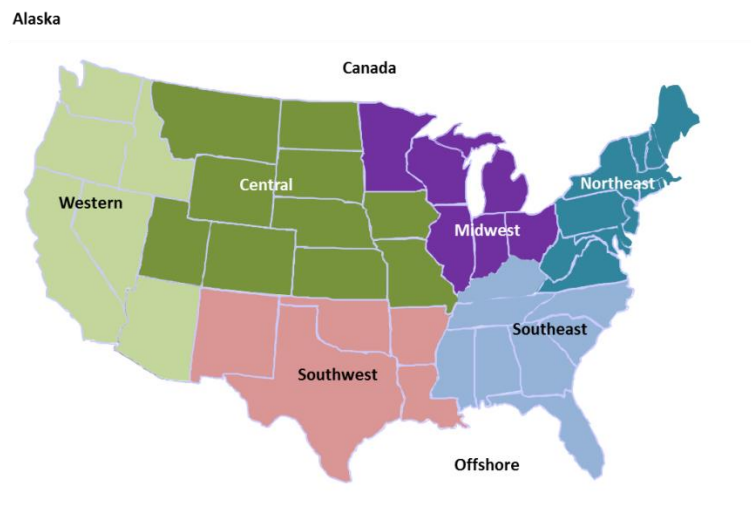 Alaska
Canada
Central
Northeast
Western
Midwest
Southeast
Southwest
Offshore